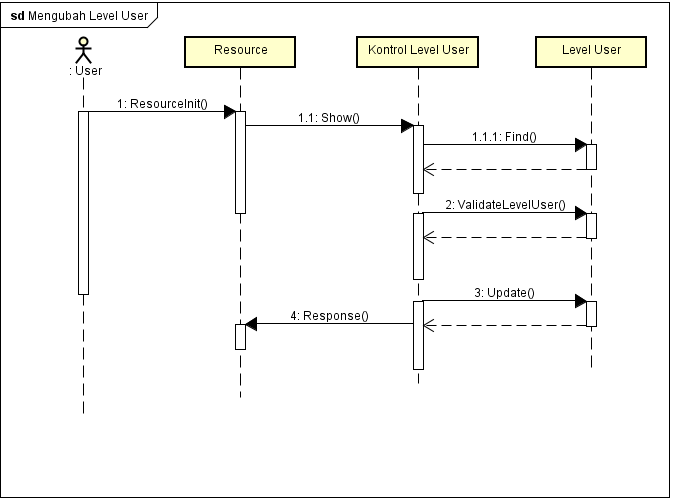 sd Mengubah Level User
: User
Resource
Kontrol Level User
Level User
1: ResourceInit()
1.1: Show()
1.1.1: Find()
2: ValidateLevelUser()
3: Update()
4: Response()